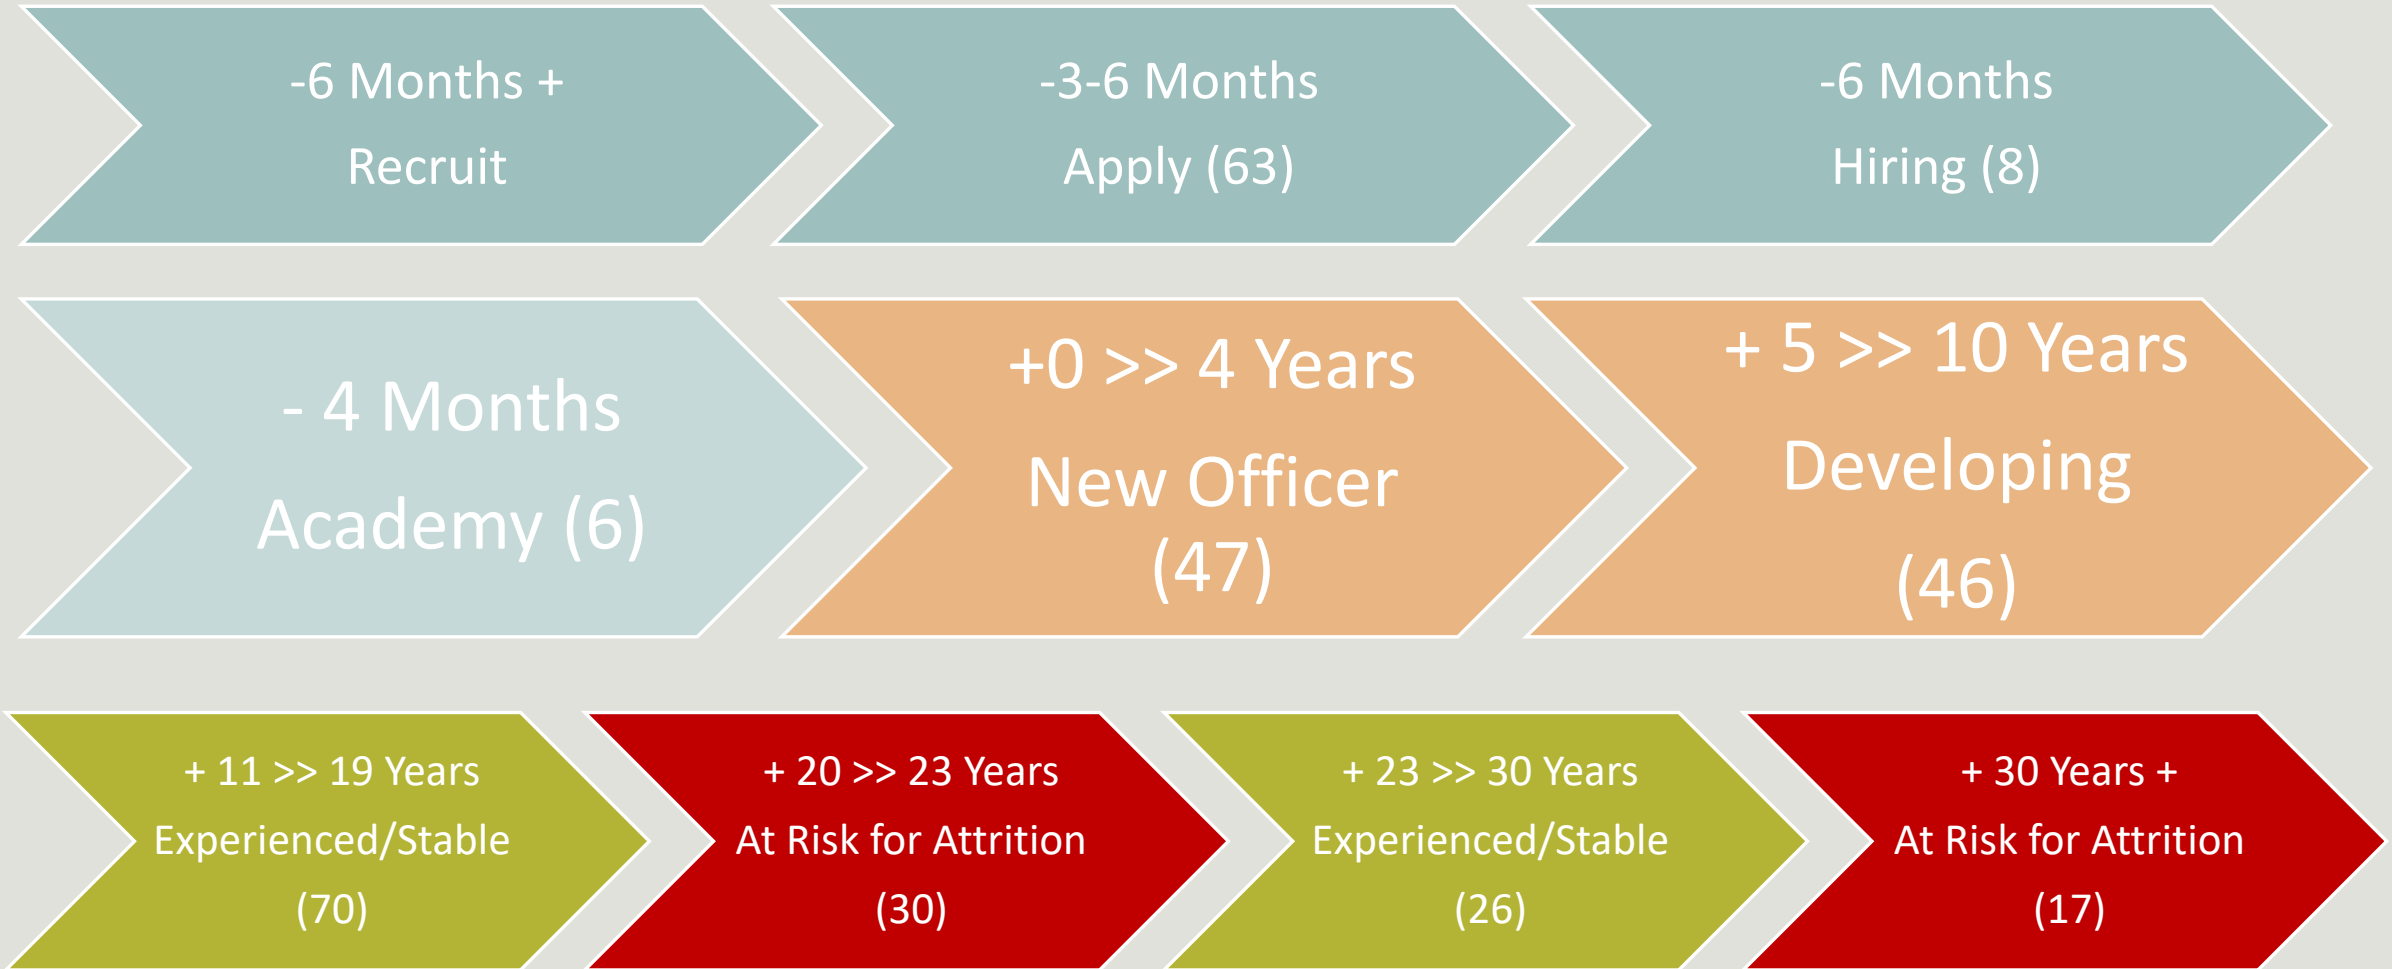 -6 Months +
Recruit
-3-6 Months
Apply (63)
-6 Months
Hiring (8)
- 4 Months
Academy (6)
+0 >> 4 Years
New Officer
(47)
+ 5 >> 10 Years
Developing
(46)
+ 11 >> 19 Years
Experienced/Stable
(70)
+ 20 >> 23 Years
At Risk for Attrition
(30)
+ 23 >> 30 Years
Experienced/Stable
(26)
+ 30 Years +
At Risk for Attrition
(17)